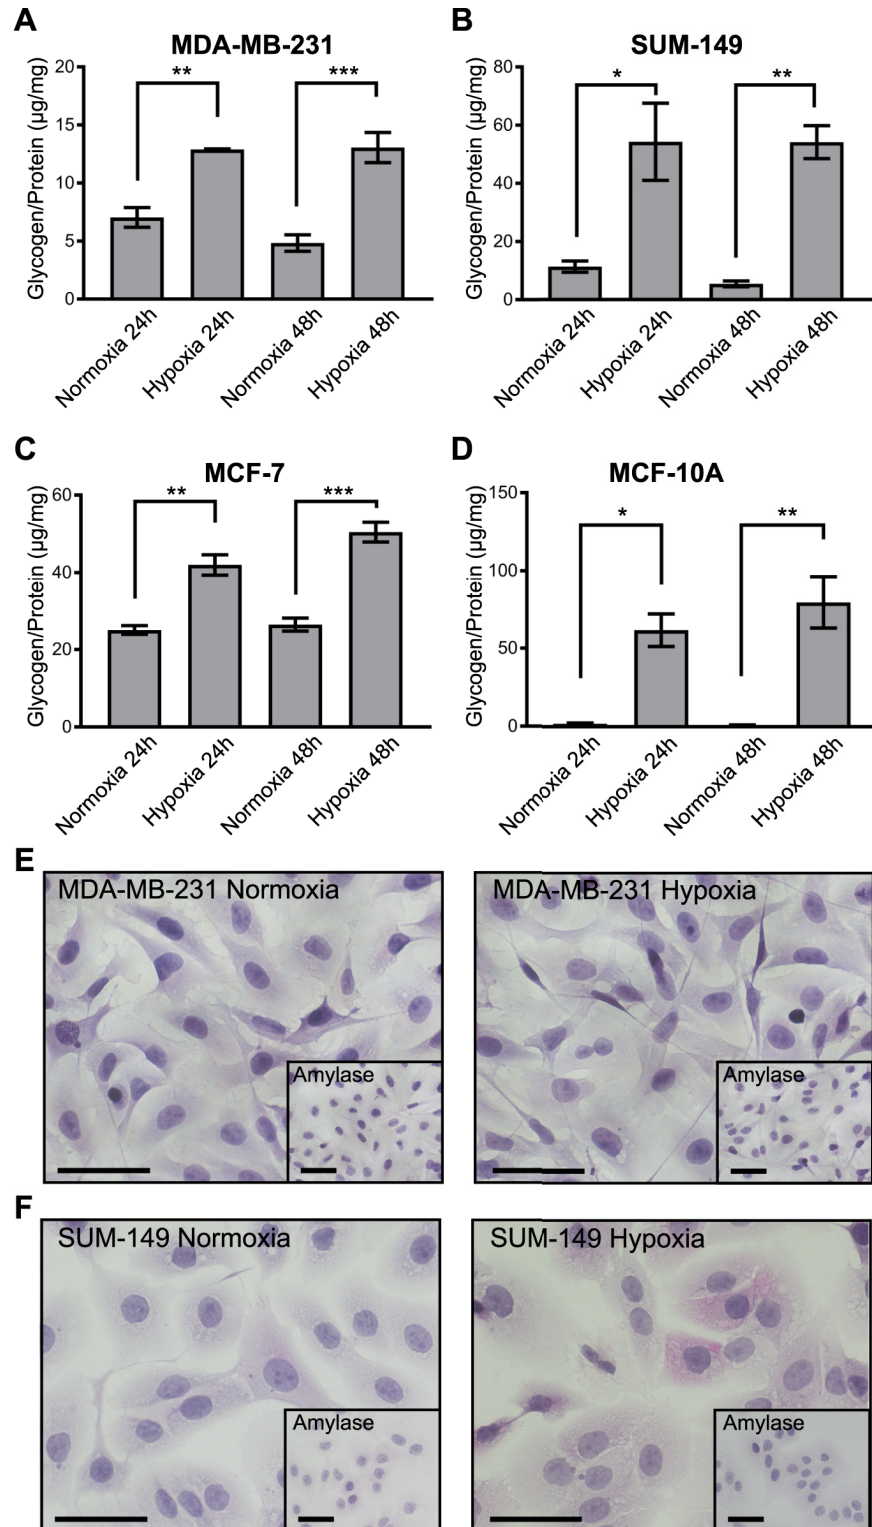 A
MDA-MB-231
Glycogen/Protein (µg/mg)
20
15
10
5
0
**
***
Normoxia 24h
Hypoxia 24h
Normoxia 48h
Hypoxia 48h
B
SUM-149
Glycogen/Protein (µg/mg)
80
60
40
20
0
*
**
Normoxia 24h
Hypoxia 24h
Normoxia 48h
Hypoxia 48h
C
MCF-7
Glycogen/Protein (µg/mg)
60
40
20
0
**
***
Normoxia 24h
Hypoxia 24h
Normoxia 48h
Hypoxia 48h
D
MCF-10A
Glycogen/Protein (µg/mg)
150
100
50
0
*
**
Normoxia 24h
Hypoxia 24h
Normoxia 48h
Hypoxia 48h
E
MDA-MB-231 Normoxia
Amylase
MDA-MB-231 Hypoxia
Amylase
F
SUM-149 Normoxia
Amylase
SUM-149 Hypoxia
Amylase